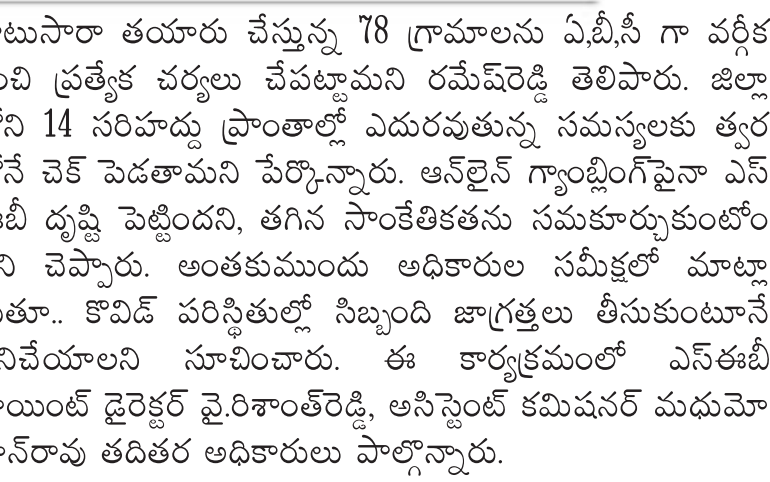 టుసారా తయారు చేస్తున్న 78 గ్రామాలను ఏ,బీ,సీ గా వర్గీక
చి ప్రత్యేక చర్యలు చేపట్టామని రమేష్‌రెడ్డి తెలిపారు. జిల్లా
ని 14 సరిహద్దు ప్రాంతాల్లో ఎదురవుతున్న సమస్యలకు త్వర
నే చెక్ పెడతామని పేర్కొన్నారు. ఆన్‌లైన్ గ్యాంబ్లింగ్‌పైనా ఎస్
బీ దృష్టి పెట్టిందని, తగిన సాంకేతికతను సమకూర్చుకుంటోం
ని చెప్పారు. అంతకుముందు అధికారుల సమీక్షలో మాట్లా
తూ.. కొవిడ్ పరిస్థితుల్లో సిబ్బంది జాగ్రత్తలు తీసుకుంటూనే
నిచేయాలని సూచించారు. ఈ కార్యక్రమంలో ఎస్ఈబీ
యింట్ డైరెక్టర్ వై.రిశాంత్‌రెడ్డి, అసిస్టెంట్ కమిషనర్ మధుమో
న్‌రావు తదితర అధికారులు పాల్గొన్నారు.